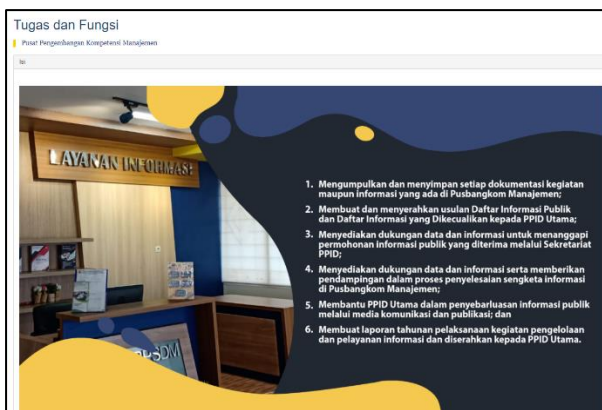 Tugas dan Fungsi
Pusat Pengembangan Kompetensi Manajemen
LAYANAN INFORMASI
1. Mengumpulkan dan menyimpan setiap dokumentasi kegiatan
maupun informasi yang ada di Pusbangkom Manajemen;
2. Membuat dan menyerahkan usulan Daftar Informasi Publik
dan Daftar Informasi yang Dikecualikan kepada PPID Utama;
3. Menyediakan dukungan data dan informasi untuk menanggapi
permohonan informasi publik yang diterima melalui Sekretariat
PPID;
4. Menyediakan dukungan data dan informasi serta memberikan
pendampingan dalam proses penyelesaian sengketa informasi
di Pusbangkom Manajemen;
5. Membantu PPID Utama dalam penyebarluasan informasi publik
melalui media komunikasi dan publikasi; dan
6. Membuat laporan tahunan pelaksanaan kegiatan pengelolaan
dan pelayanan informasi dan diserahkan kepada PPID Utama.